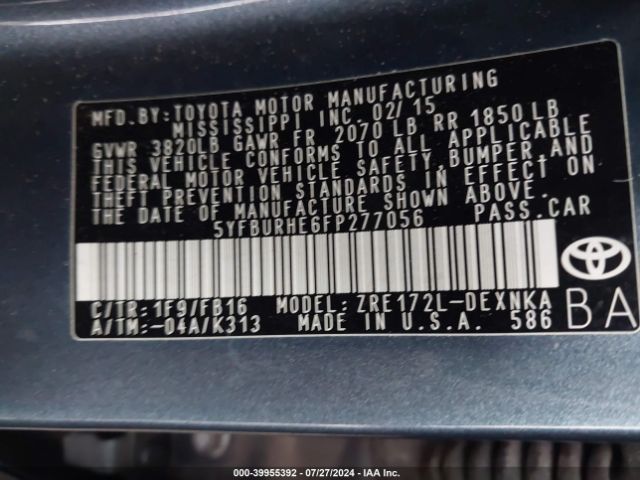 MFD. BY: TOYOTA MOTOR MANUFACTURING
MISSISSIPPI INC. 02/15
GVWR 3820LB GAWR FR 2070 LB RR 1850 LB
THIS VEHICLE CONFORMS TO ALL APPLICABLE
FEDERAL MOTOR VEHICLE SAFETY, BUMPER AND
THEFT PREVENTION STANDARDS IN EFFECT ON
THE DATE OF MANUFACTURE SHOWN ABOVE.
5YFBURHE6FP277056 PASS.CAR
C/TR: 1F9/FB16 MODEL: ZRE172L-DEXNKA
A/TM: -04A/K313 MADE IN U.S.A. 586
TOYOTA
BA
000-39955392 - 07/27/2024 - IAA Inc.